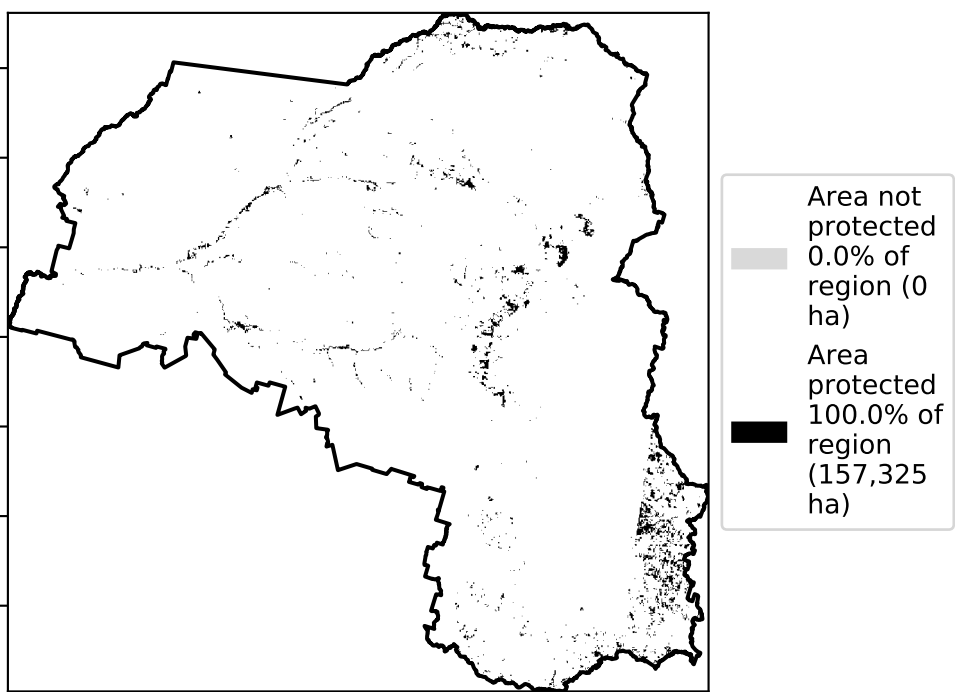 Area not
protected
0.0% of
region (0
ha)
Area
protected
100.0% of
region
(157,325
ha)